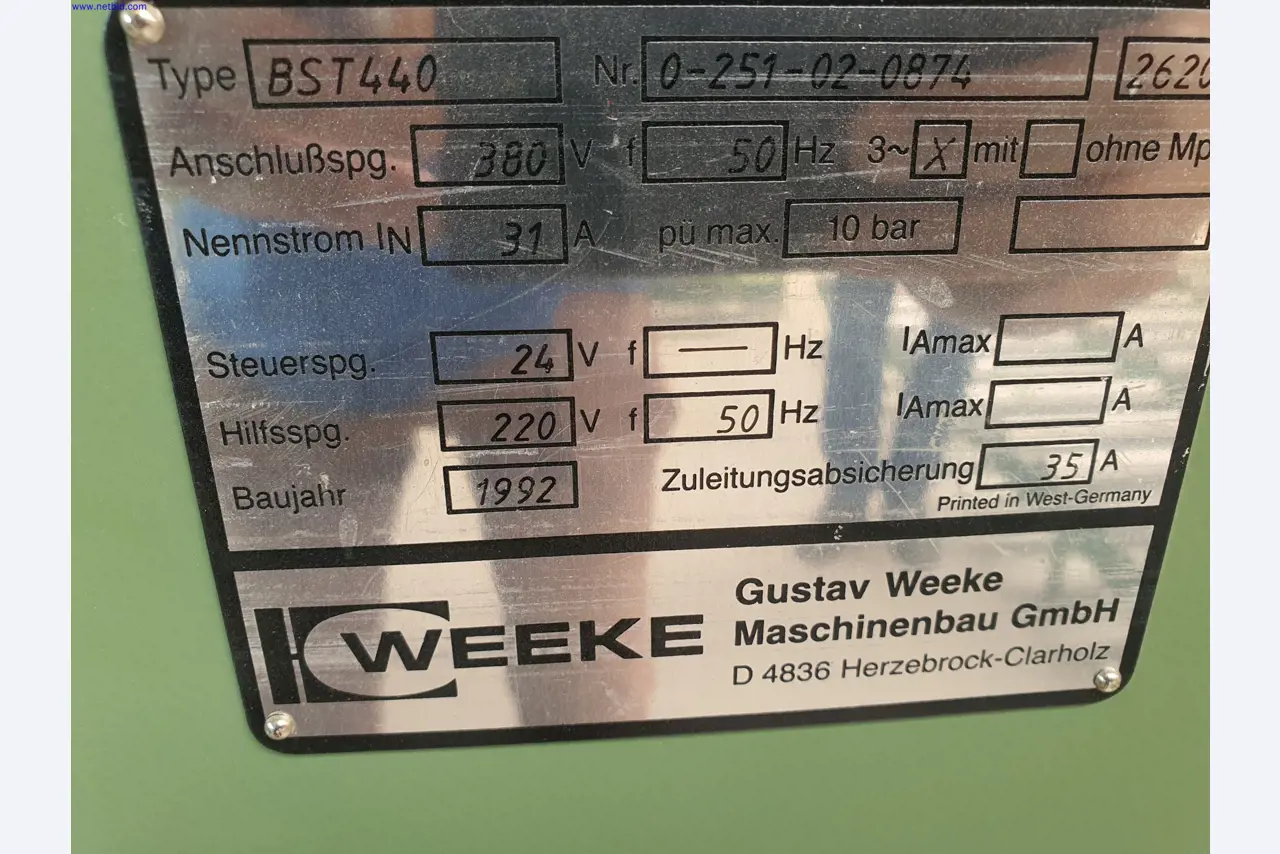 www.netbid.com
Type BST440 Nr. 0-251-02-0874 2620
Anschlußspg. 380 V f 50 Hz 3~ X mit ohne Mp
Nennstrom IN 31 A pü max. 10 bar
Steuerspg. 24 V f — Hz IAmax A
Hilfsspg. 220 V f 50 Hz IAmax A
Baujahr 1992 Zuleitungsabsicherung 35 A
Printed in West-Germany
WEEKE
Gustav Weeke
Maschinenbau GmbH
D 4836 Herzebrock-Clarholz